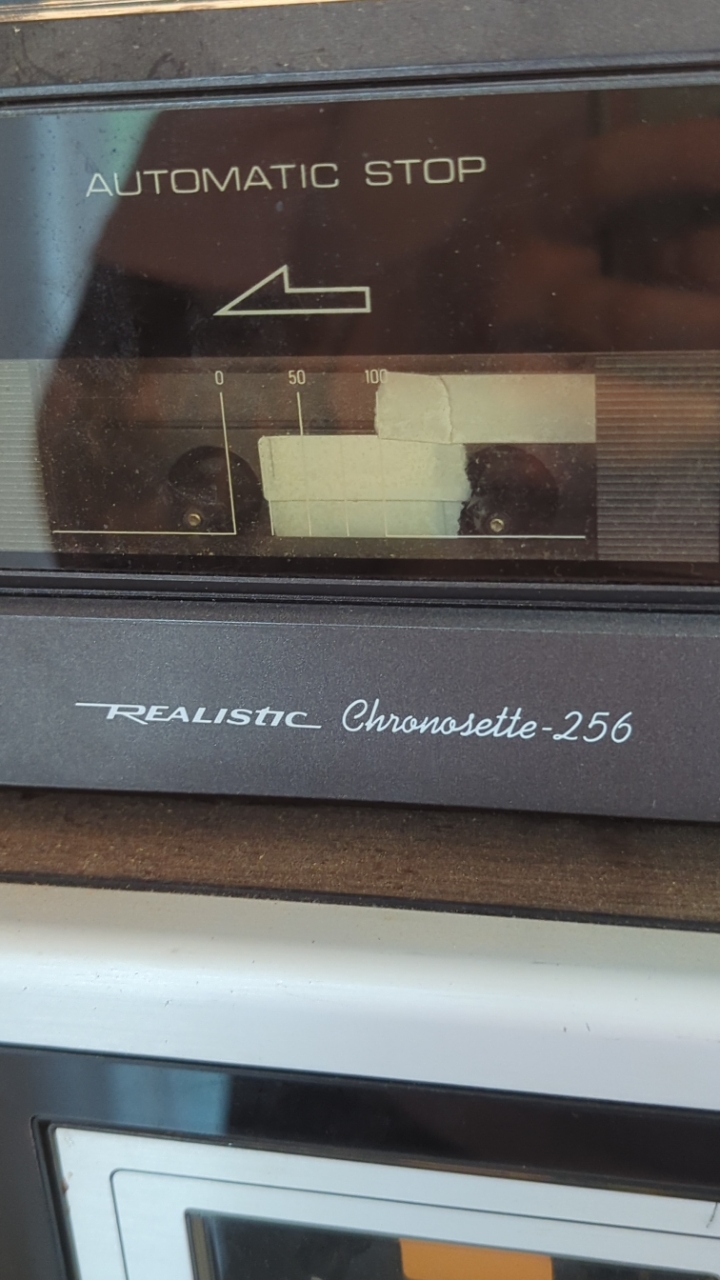 AUTOMATIC STOP
0 50 100
REALISTIC Chronosette-256